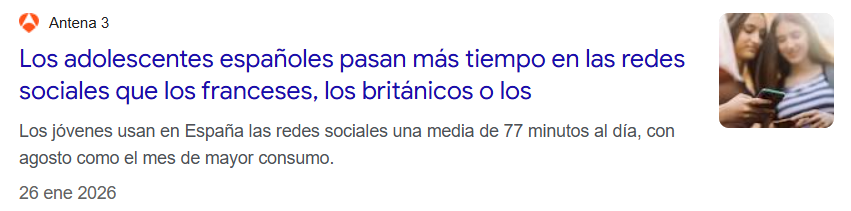 Antena 3
Los adolescentes españoles pasan más tiempo en las redes
sociales que los franceses, los británicos o los
Los jóvenes usan en España las redes sociales una media de 77 minutos al día, con
agosto como el mes de mayor consumo.
26 ene 2026